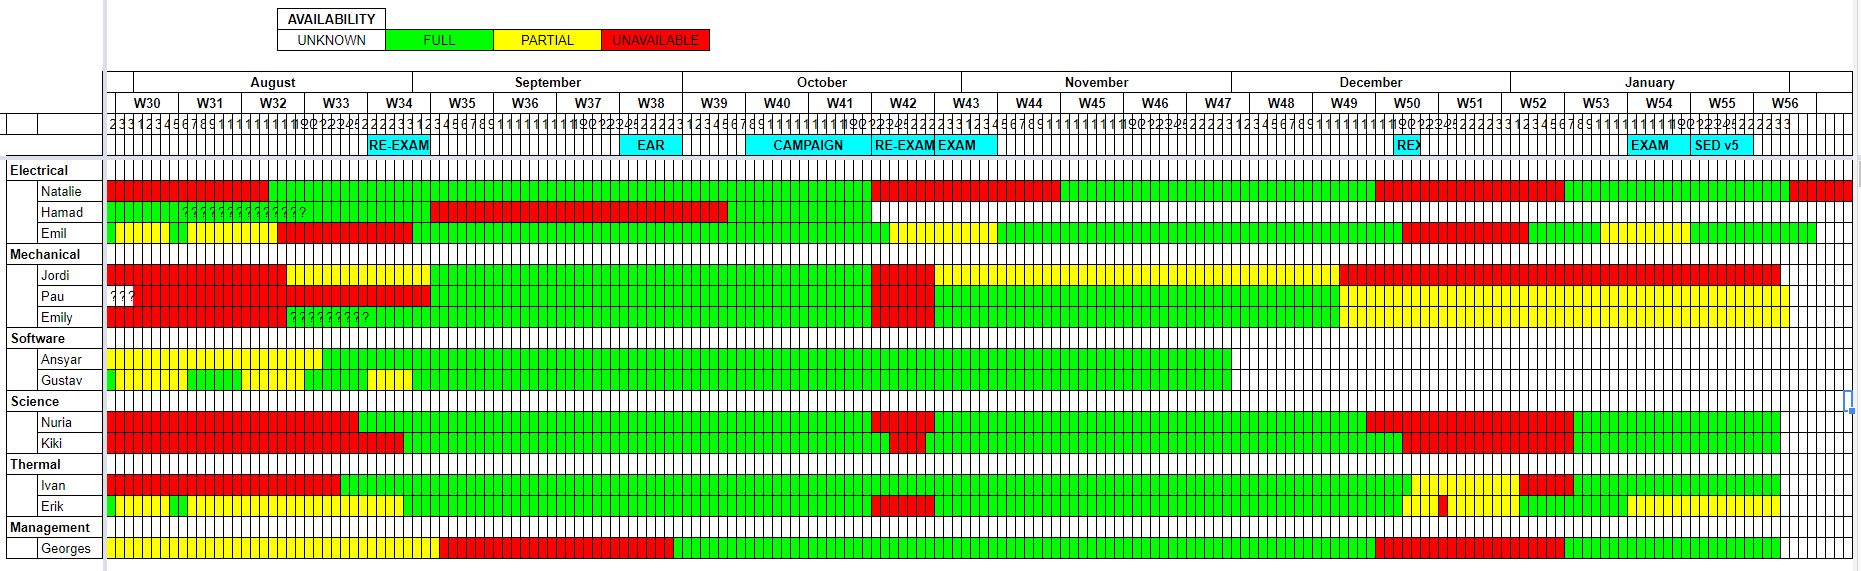 AVAILABILITY
UNKNOWN FULL PARTIAL UNAVAILABLE
August September October November December January
W30 W31 W32 W33 W34 W35 W36 W37 W38 W39 W40 W41 W42 W43 W44 W45 W46 W47 W48 W49 W50 W51 W52 W53 W54 W55 W56
RE-EXAM EAR CAMPAIGN RE-EXAM EXAM REX EXAM SED v5
Electrical
Natalie
Hamad ? ? ? ? ? ? ? ? ? ? ? ? ? ?
Emil
Mechanical
Jordi
Pau ? ? ?
Emily ? ? ? ? ? ? ? ? ?
Software
Ansyar
Gustav
Science
Nuria
Kiki
Thermal
Ivan
Erik
Management
Georges